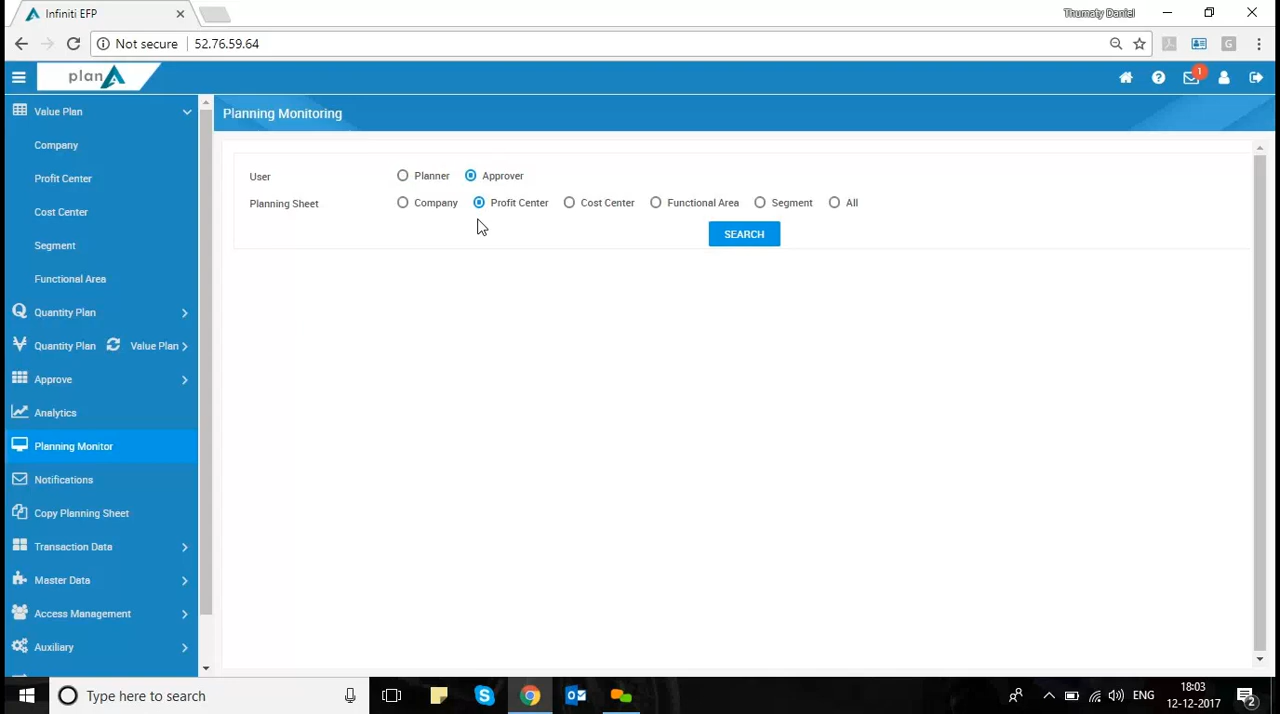 Infiniti EFP
Thumaty Daniel
Not secure 52.76.59.64
plan
1
Value Plan
Company
Profit Center
Cost Center
Segment
Functional Area
Quantity Plan
Quantity Plan Value Plan
Approve
Analytics
Planning Monitor
Notifications
Copy Planning Sheet
Transaction Data
Master Data
Access Management
Auxiliary
Planning Monitoring
User Planner Approver
Planning Sheet Company Profit Center Cost Center Functional Area Segment All
SEARCH
Type here to search
ENG
18:03
12-12-2017
2